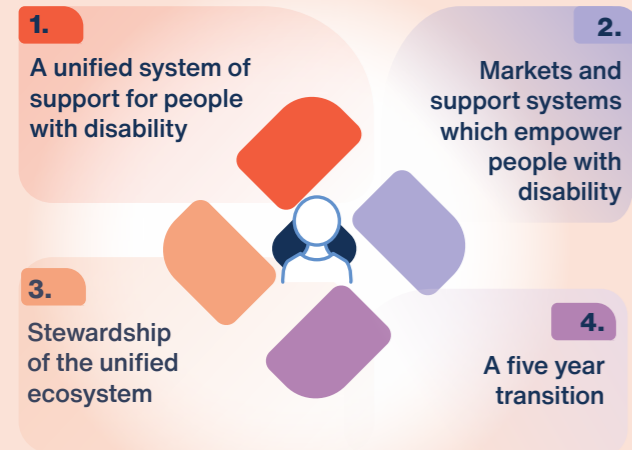 1.
A unified system of
support for people
with disability
2.
Markets and
support systems
which empower
people with
disability
3.
Stewardship
of the unified
ecosystem
4.
A five year
transition